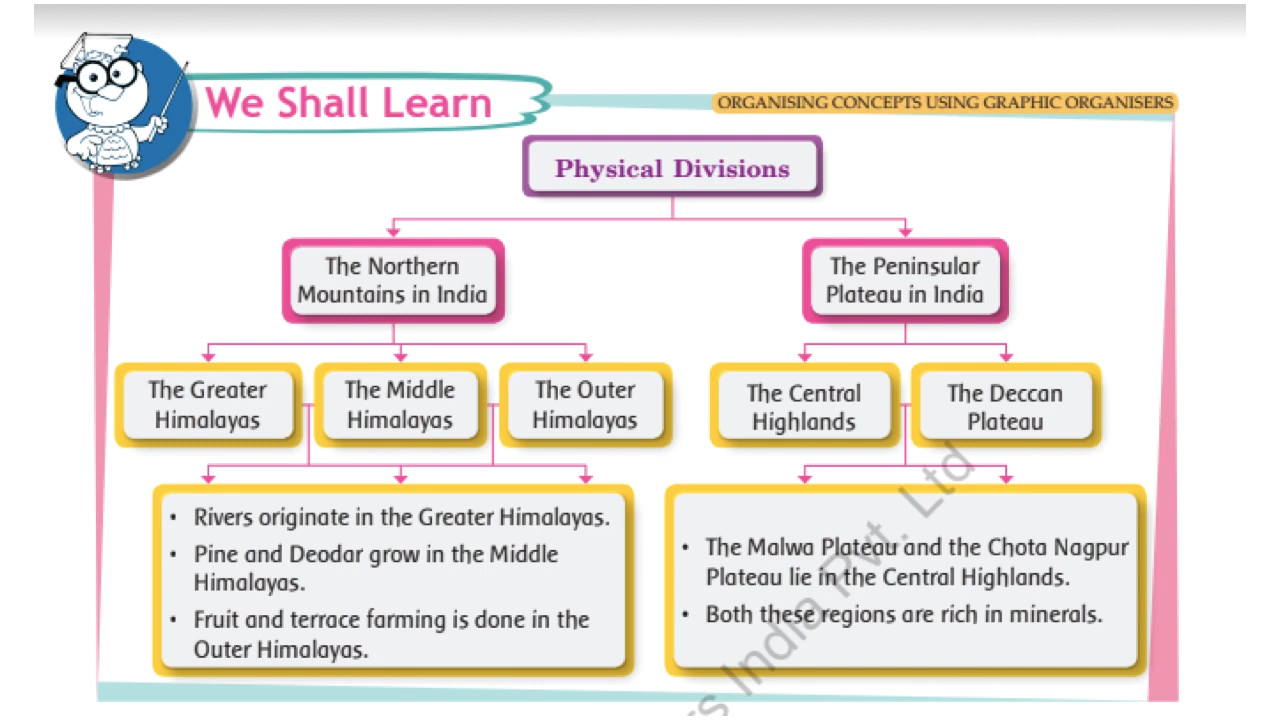 We Shall Learn
ORGANISING CONCEPTS USING GRAPHIC ORGANISERS
Physical Divisions
The Northern
Mountains in India
The Peninsular
Plateau in India
The Greater
Himalayas
The Middle
Himalayas
The Outer
Himalayas
The Central
Highlands
The Deccan
Plateau
• Rivers originate in the Greater Himalayas.
• Pine and Deodar grow in the Middle
Himalayas.
• Fruit and terrace farming is done in the
Outer Himalayas.
• The Malwa Plateau and the Chota Nagpur
Plateau lie in the Central Highlands.
• Both these regions are rich in minerals.
India Pvt. Ltd